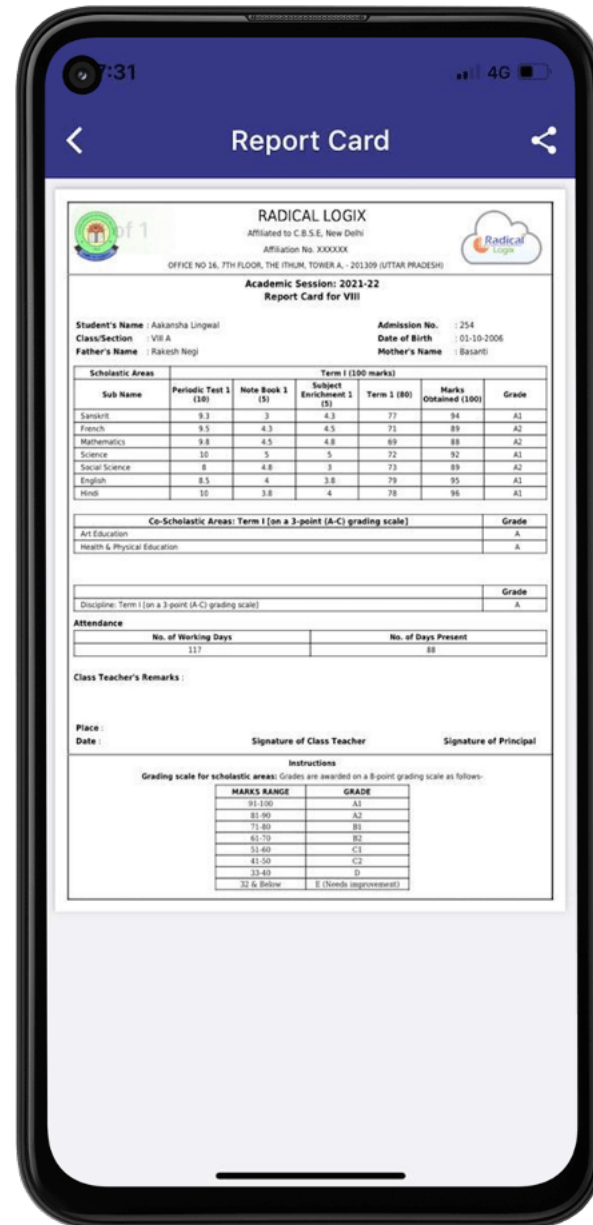 7:31 4G
Report Card
of 1
RADICAL LOGIX
Affiliated to C.B.S.E, New Delhi
Affiliation No. XXXXXX
OFFICE NO 16, 7TH FLOOR, THE ITHUM, TOWER A, - 201309 (UTTAR PRADESH)
Radical
Logix
Academic Session: 2021-22
Report Card for VIII
Student's Name : Aakansha Lingwal Admission No. : 254
Class/Section : VIII A Date of Birth : 01-10-2006
Father's Name : Rakesh Negi Mother's Name : Basanti
Scholastic Areas Term I (100 marks)
Sub Name Periodic Test 1 (10) Note Book 1 (5) Subject Enrichment 1 (5) Term 1 (80) Marks Obtained (100) Grade
Sanskrit 9.3 3 4.3 77 94 A1
French 9.5 4.3 4.5 71 89 A2
Mathematics 9.8 4.5 4.8 69 88 A2
Science 10 5 5 72 92 A1
Social Science 8 4.8 3 73 89 A2
English 8.5 4 3.8 79 95 A1
Hindi 10 3.8 4 78 96 A1
Co-Scholastic Areas: Term I [on a 3-point (A-C) grading scale] Grade
Art Education A
Health & Physical Education A
Grade
Discipline: Term I [on a 3-point (A-C) grading scale] A
Attendance
No. of Working Days No. of Days Present
117 88
Class Teacher's Remarks :
Place :
Date : Signature of Class Teacher Signature of Principal
Instructions
Grading scale for scholastic areas: Grades are awarded on a 8-point grading scale as follows-
MARKS RANGE GRADE
91-100 A1
81-90 A2
71-80 B1
61-70 B2
51-60 C1
41-50 C2
33-40 D
32 & Below E (Needs improvement)